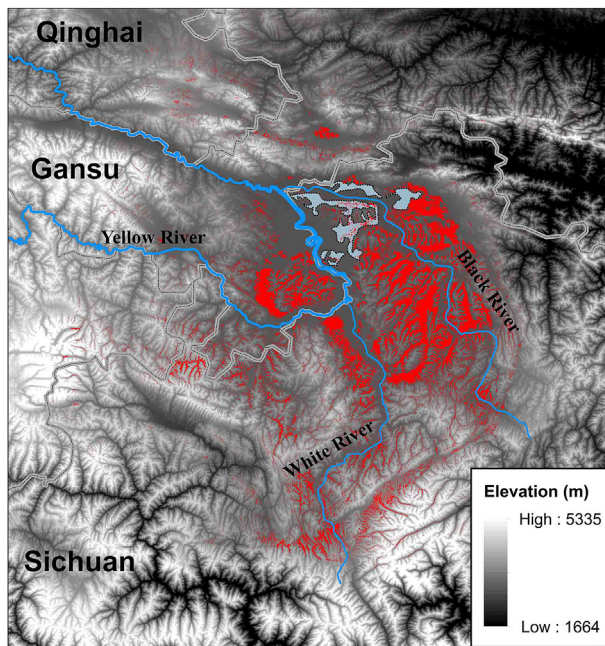 Qinghai
Gansu
Yellow River
Black River
White River
Sichuan
Elevation (m)
High : 5335
Low : 1664